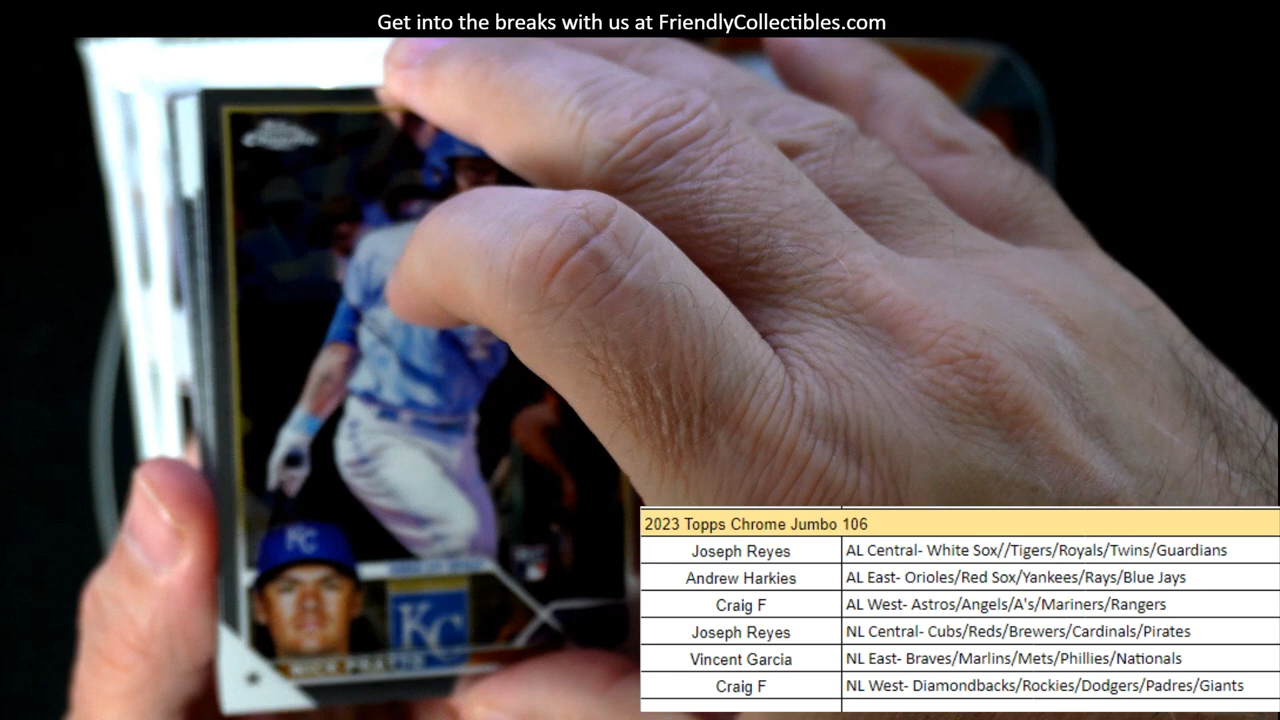 Get into the breaks with us at FriendlyCollectibles.com
Chrome
KC
KC
NICK PRATTO
2023 Topps Chrome Jumbo 106
Joseph Reyes AL Central- White Sox//Tigers/Royals/Twins/Guardians
Andrew Harkies AL East- Orioles/Red Sox/Yankees/Rays/Blue Jays
Craig F AL West- Astros/Angels/A's/Mariners/Rangers
Joseph Reyes NL Central- Cubs/Reds/Brewers/Cardinals/Pirates
Vincent Garcia NL East- Braves/Marlins/Mets/Phillies/Nationals
Craig F NL West- Diamondbacks/Rockies/Dodgers/Padres/Giants